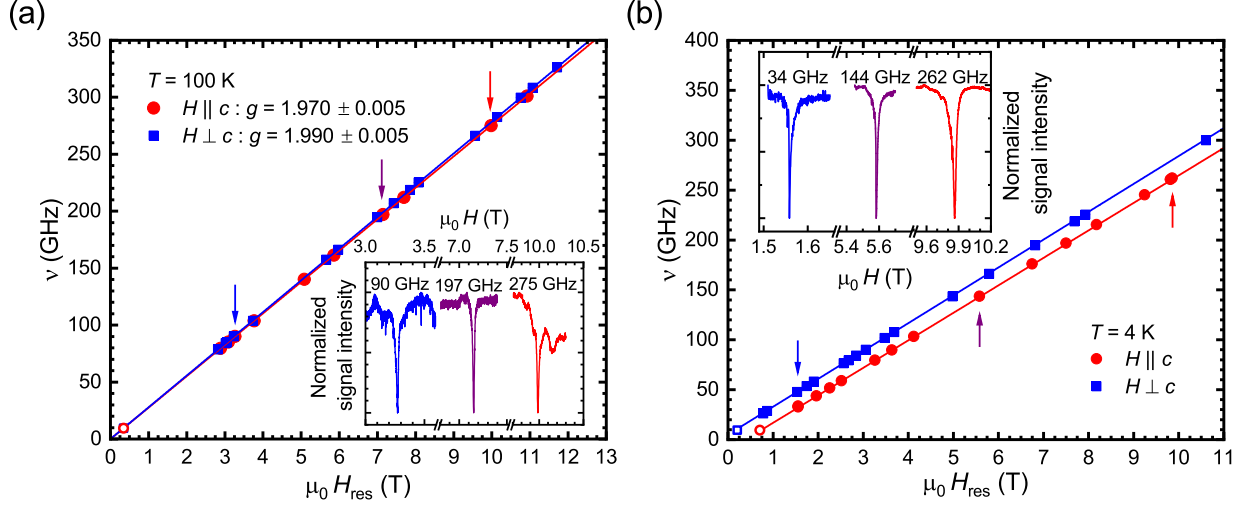 (a)
350
300
250
200
150
100
50
0
ν (GHz)
T = 100 K
H || c : g = 1.970 ± 0.005
H ⊥ c : g = 1.990 ± 0.005
μ0 H (T)
3.0 3.5 7.0 7.5 10.0 10.5
90 GHz 197 GHz 275 GHz
Normalized
signal intensity
0 1 2 3 4 5 6 7 8 9 10 11 12 13
μ0 Hres (T)
(b)
400
350
300
250
200
150
100
50
0
ν (GHz)
34 GHz 144 GHz 262 GHz
Normalized
signal intensity
1.5 1.6 5.4 5.6 9.6 9.9 10.2
μ0 H (T)
T = 4 K
H || c
H ⊥ c
0 1 2 3 4 5 6 7 8 9 10 11
μ0 Hres (T)